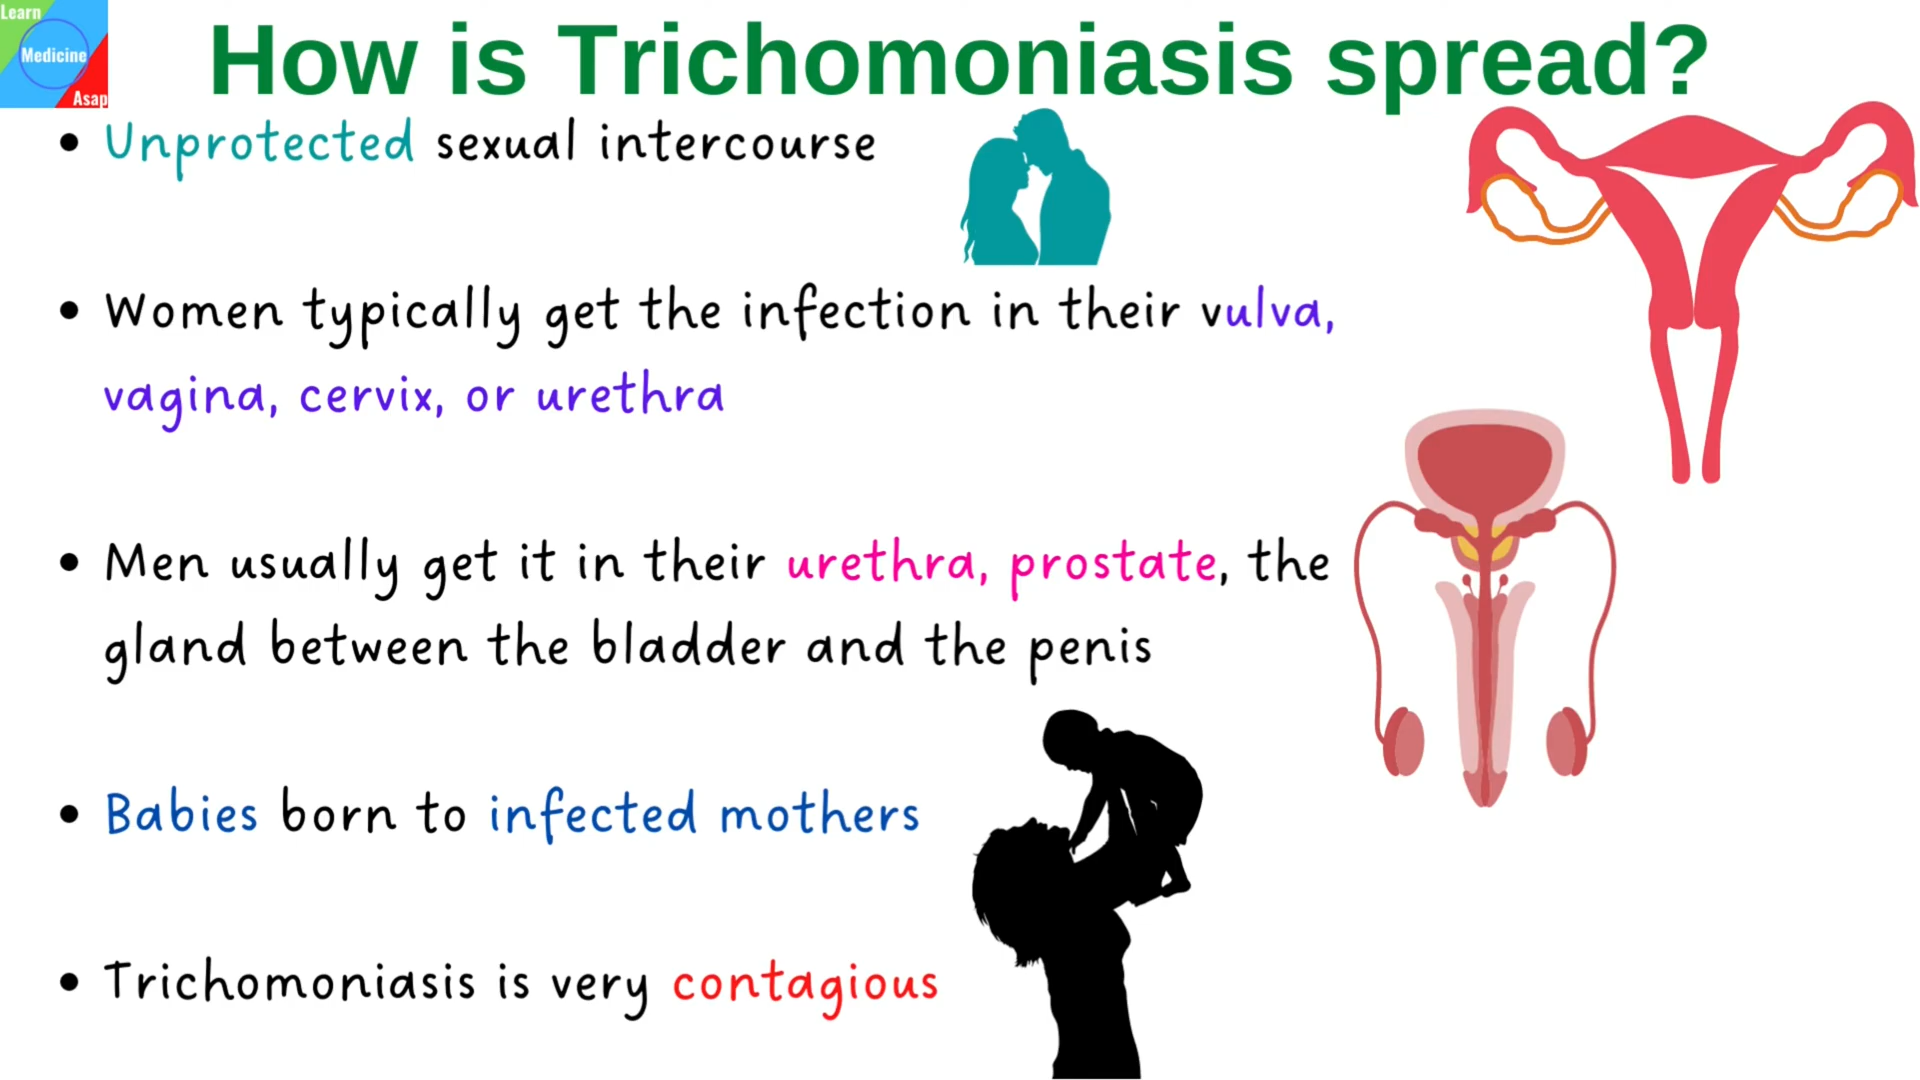 Learn
Medicine
Asap
How is Trichomoniasis spread?
• Unprotected sexual intercourse
• Women typically get the infection in their vulva,
vagina, cervix, or urethra
• Men usually get it in their urethra, prostate, the
gland between the bladder and the penis
• Babies born to infected mothers
• Trichomoniasis is very contagious